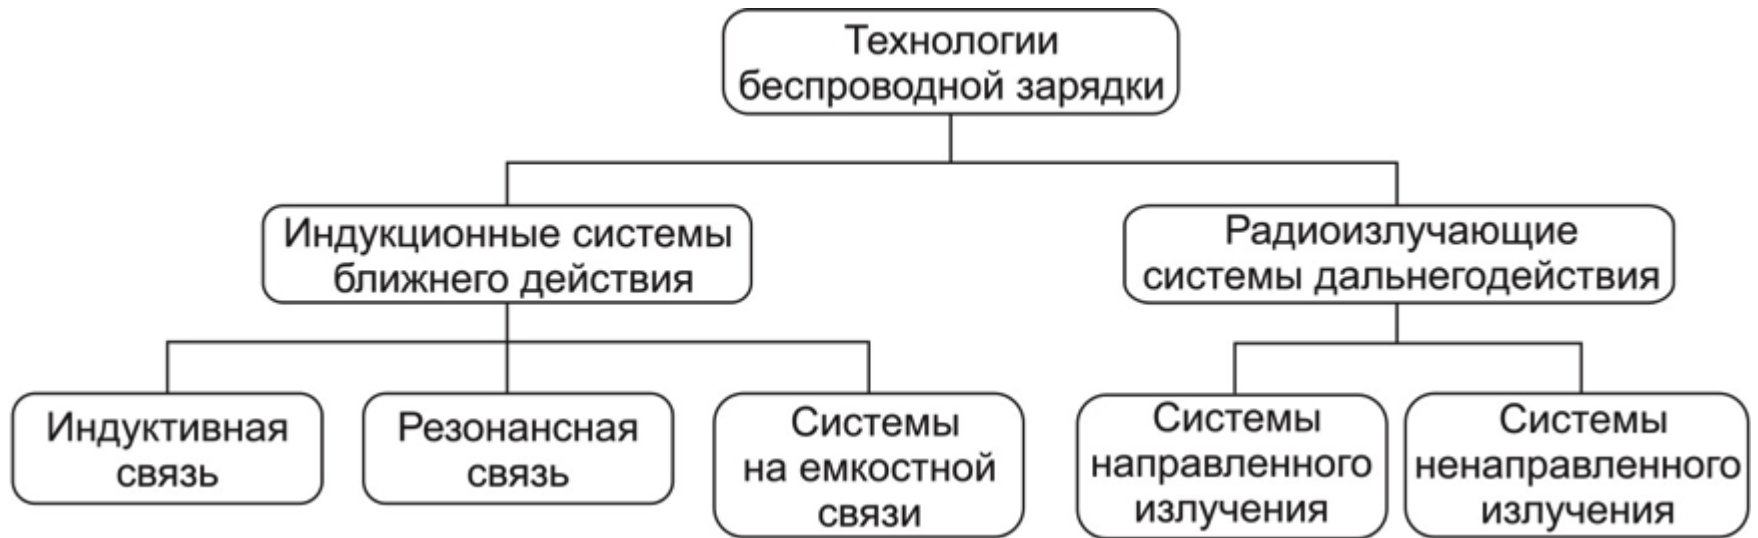 Технологии
беспроводной зарядки
Индукционные системы
ближнего действия
Радиоизлучающие
системы дальнегодействия
Индуктивная
связь
Резонансная
связь
Системы
на емкостной
связи
Системы
направленного
излучения
Системы
ненаправленного
излучения